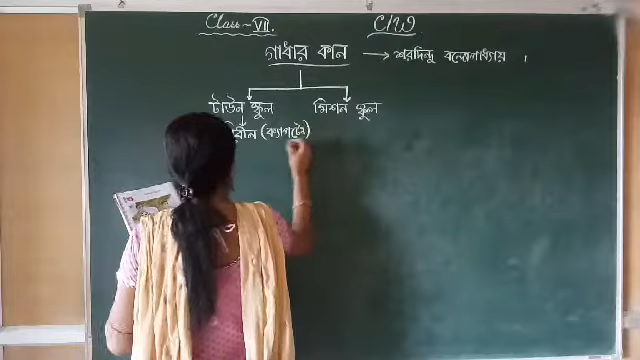 Class - VII. C/W
গাধার কান → শরদিন্দু বন্দ্যোপাধ্যায় ।
টাউন স্কুল মিশন স্কুল